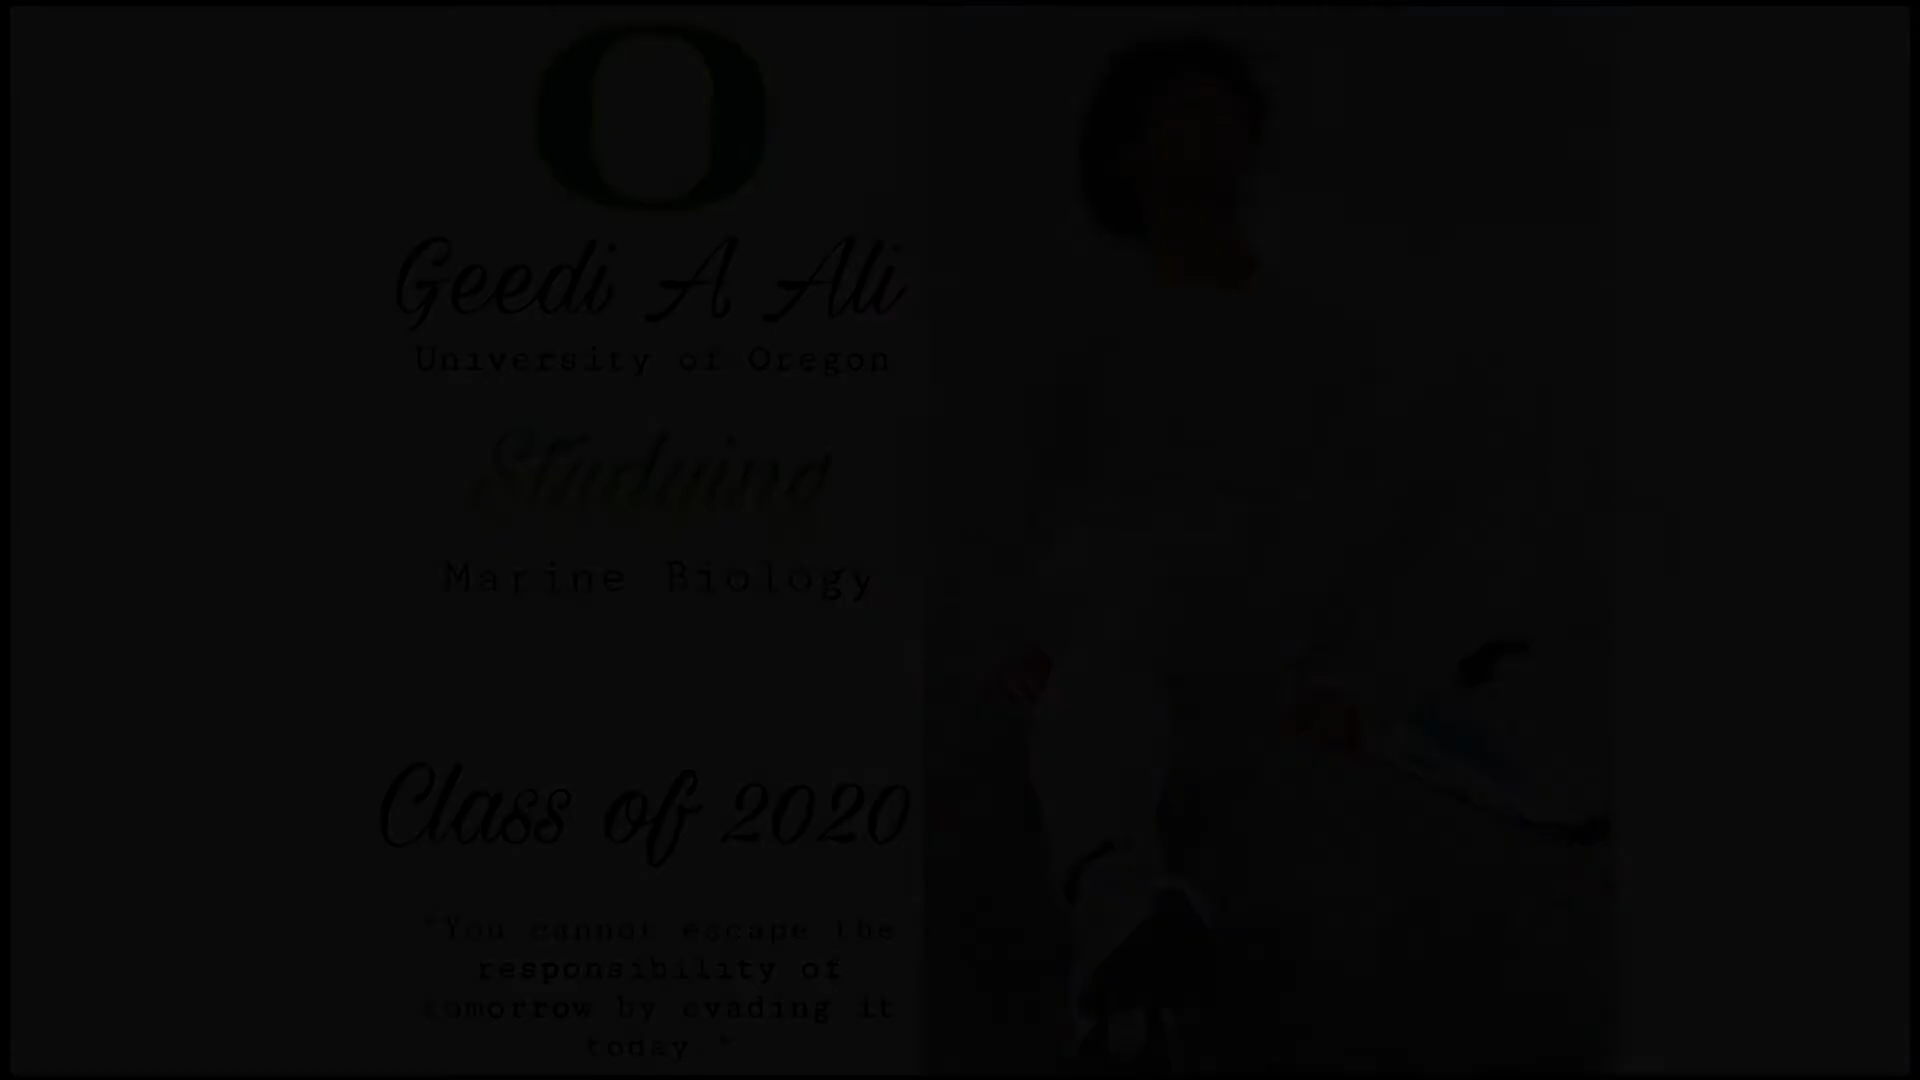 O
Geedi A Ali
University of Oregon
Studying
Marine Biology
Class of 2020
"You cannot escape the
responsibility of
tomorrow by evading it
today."